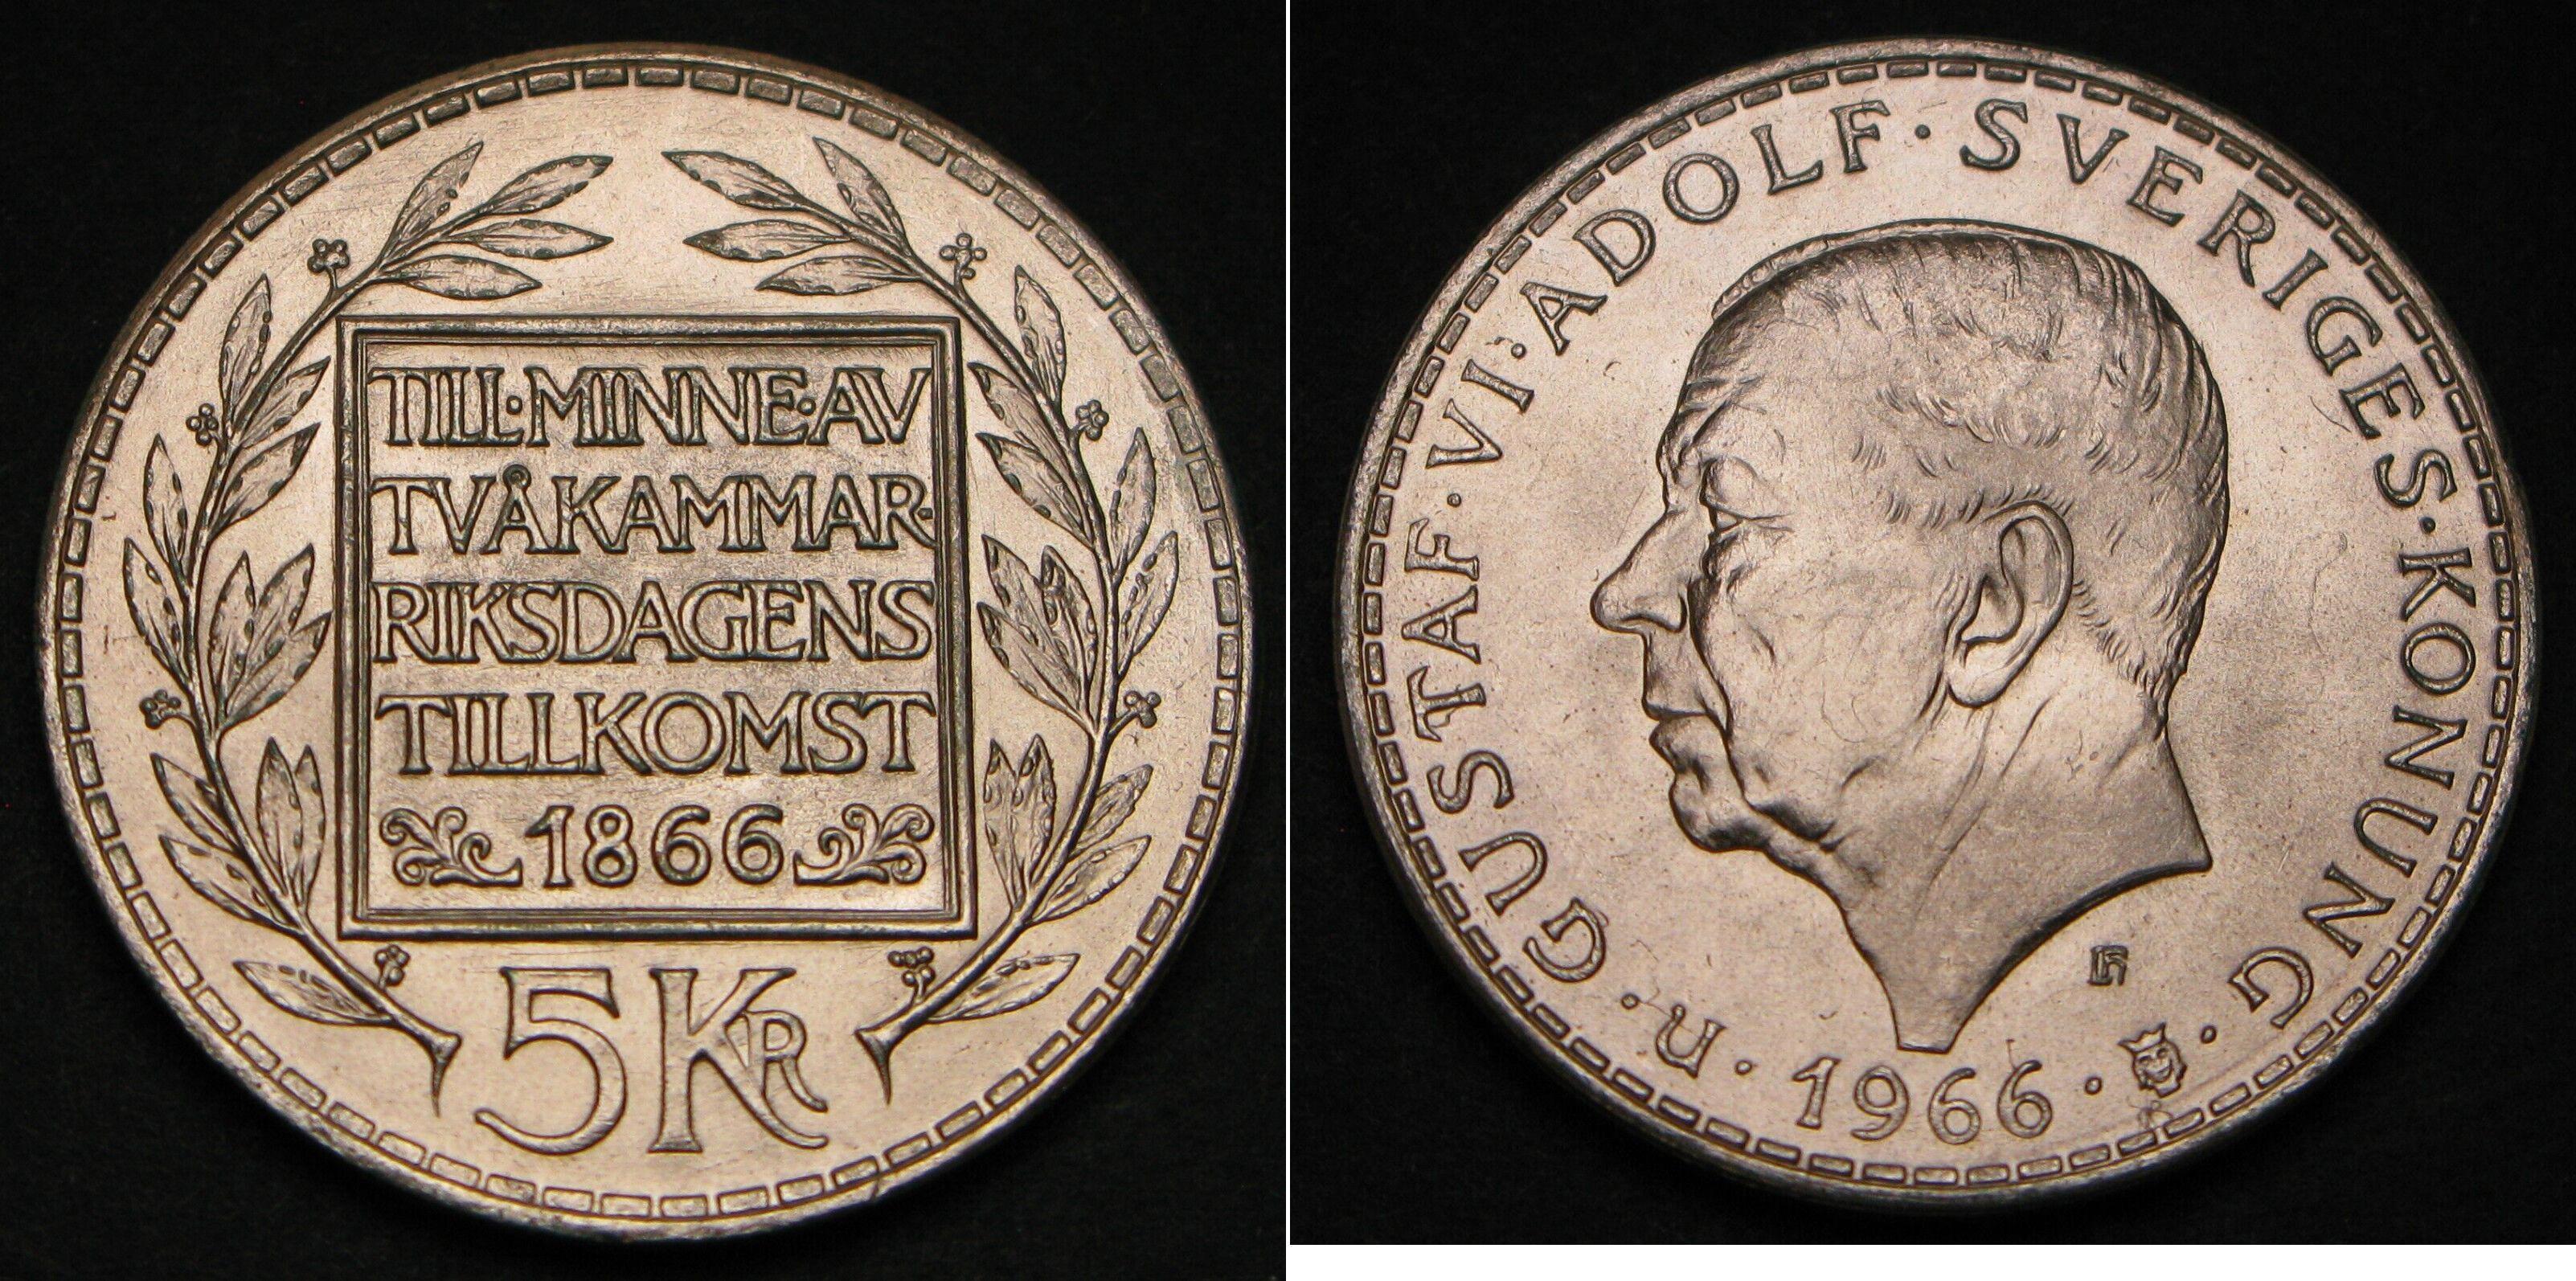 TILL·MINNE·AV
TVÅKAMMAR-
RIKSDAGENS
TILLKOMST
1866
5 KR
GUSTAF·VI·ADOLF·SVERIGES·KONUNG
·U·1966·